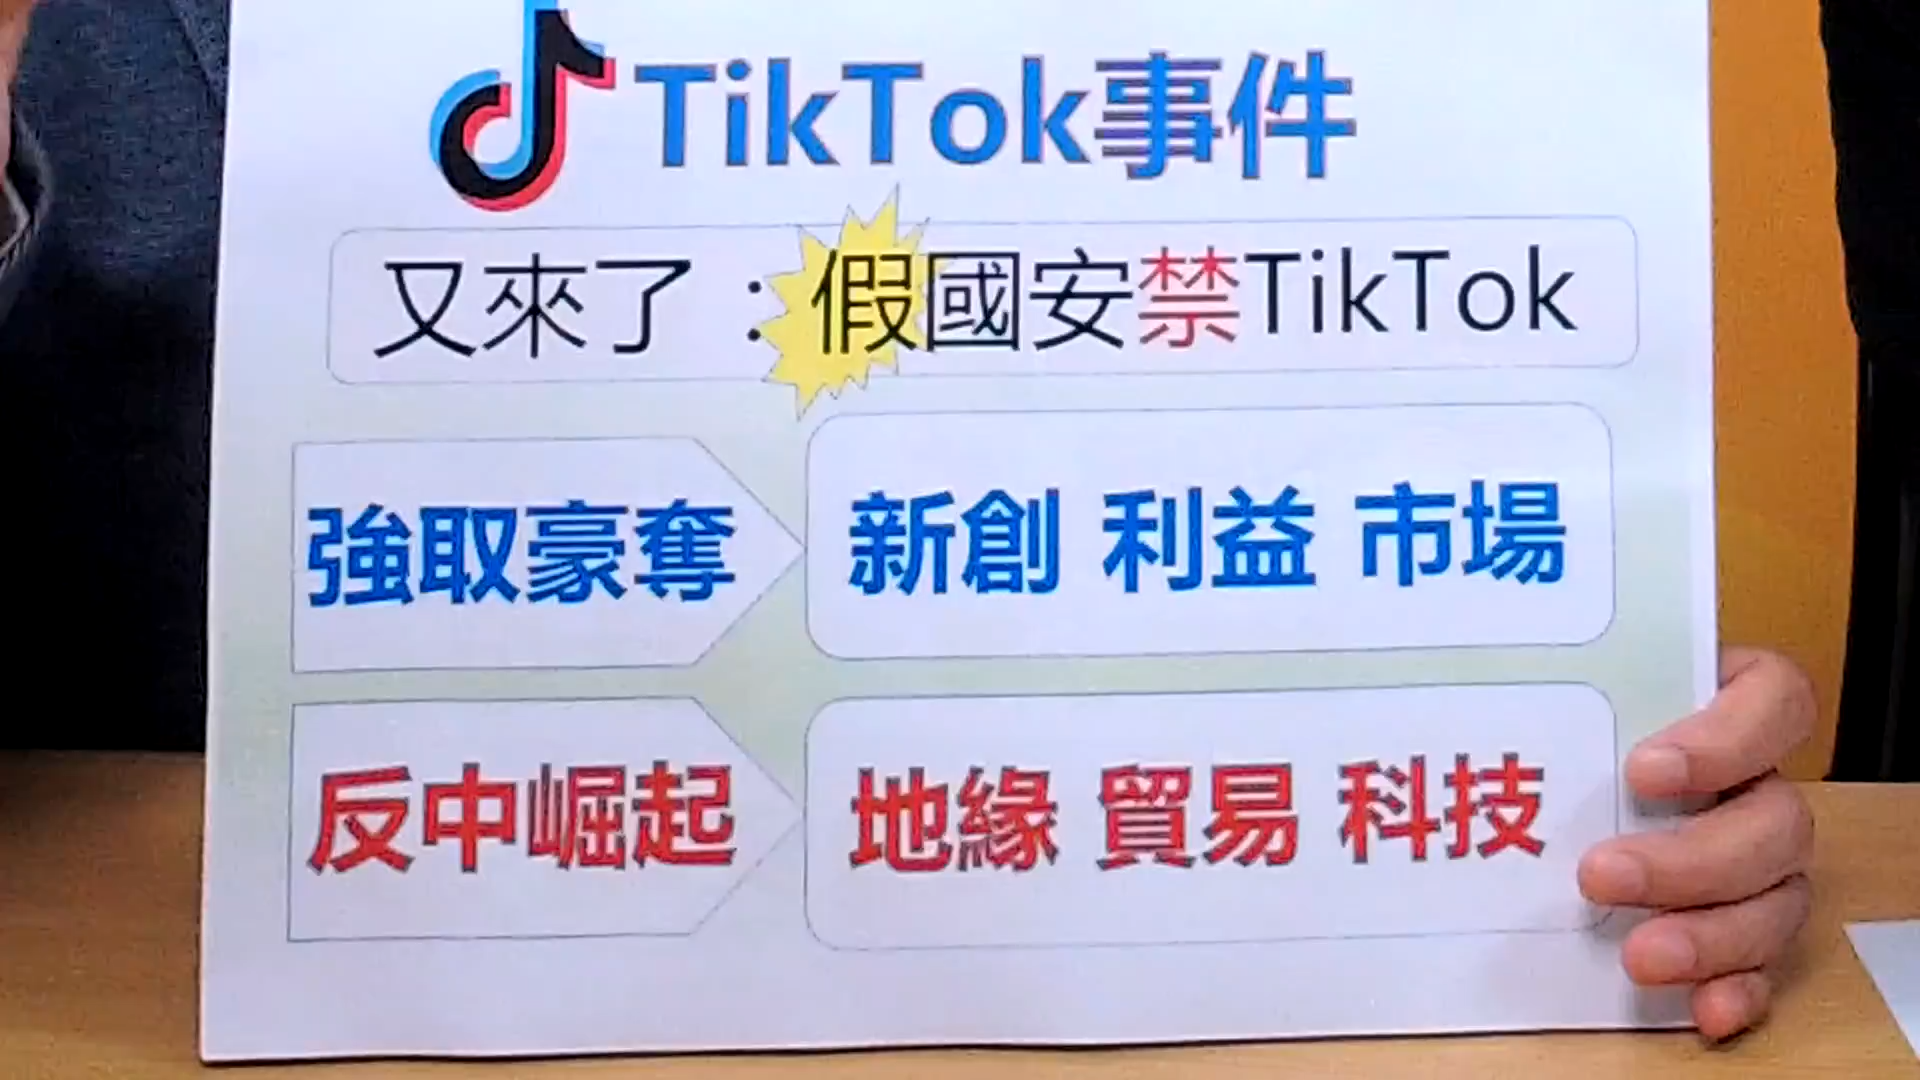 TikTok事件
又來了：假國安禁TikTok
強取豪奪
新創 利益 市場
反中崛起
地緣 貿易 科技